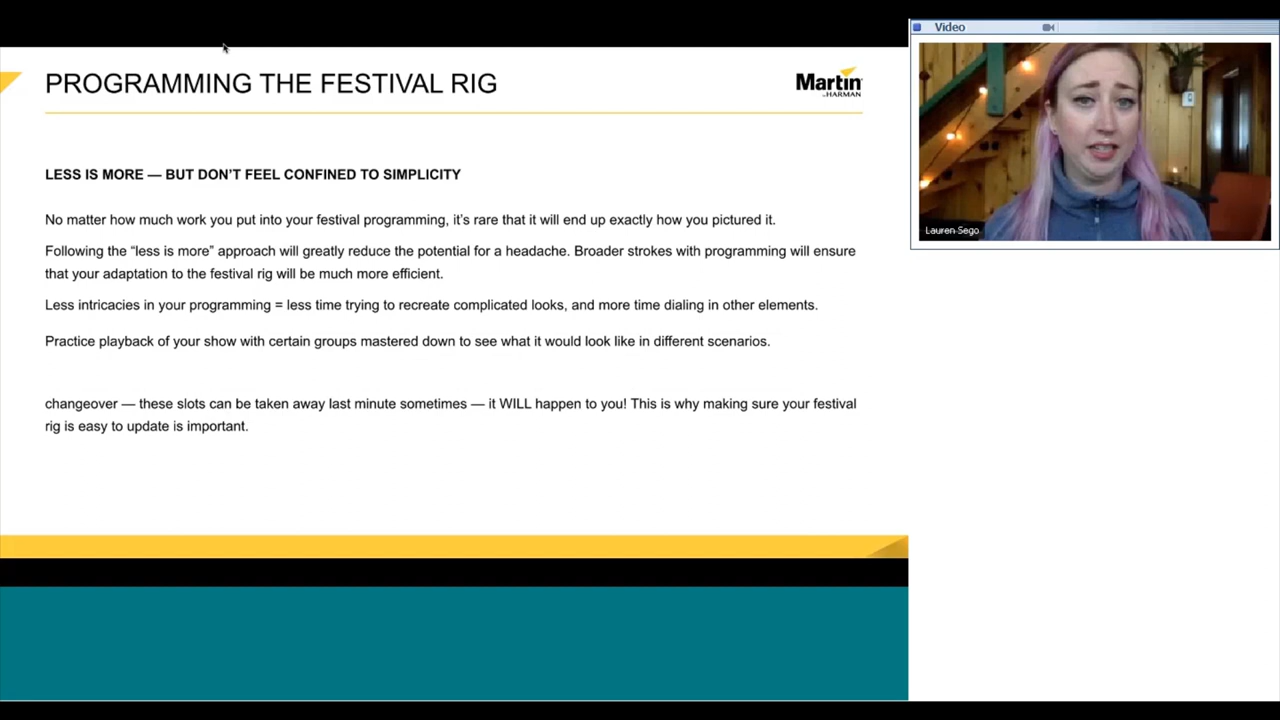 PROGRAMMING THE FESTIVAL RIG
Martin
by HARMAN
LESS IS MORE — BUT DON'T FEEL CONFINED TO SIMPLICITY
No matter how much work you put into your festival programming, it's rare that it will end up exactly how you pictured it.
Following the “less is more” approach will greatly reduce the potential for a headache. Broader strokes with programming will ensure
that your adaptation to the festival rig will be much more efficient.
Less intricacies in your programming = less time trying to recreate complicated looks, and more time dialing in other elements.
Practice playback of your show with certain groups mastered down to see what it would look like in different scenarios.
changeover — these slots can be taken away last minute sometimes — it WILL happen to you! This is why making sure your festival
rig is easy to update is important.
Video
Lauren Sego